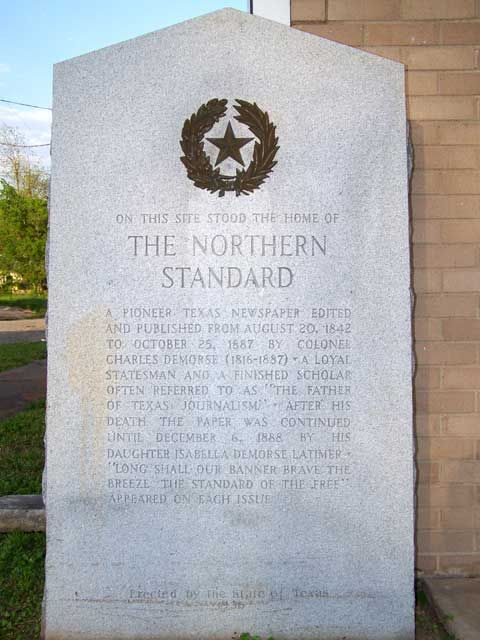 ON THIS SITE STOOD THE HOME OF
THE NORTHERN
STANDARD
A PIONEER TEXAS NEWSPAPER EDITED
AND PUBLISHED FROM AUGUST 20, 1842
TO OCTOBER 25, 1887 BY COLONEL
CHARLES DEMORSE (1816-1887) • A LOYAL
STATESMAN AND A FINISHED SCHOLAR
OFTEN REFERRED TO AS "THE FATHER
OF TEXAS JOURNALISM" • AFTER HIS
DEATH THE PAPER WAS CONTINUED
UNTIL DECEMBER 6, 1888 BY HIS
DAUGHTER ISABELLA DEMORSE LATIMER •
"LONG SHALL OUR BANNER BRAVE THE
BREEZE THE STANDARD OF THE FREE"
APPEARED ON EACH ISSUE
Erected by the State of Texas